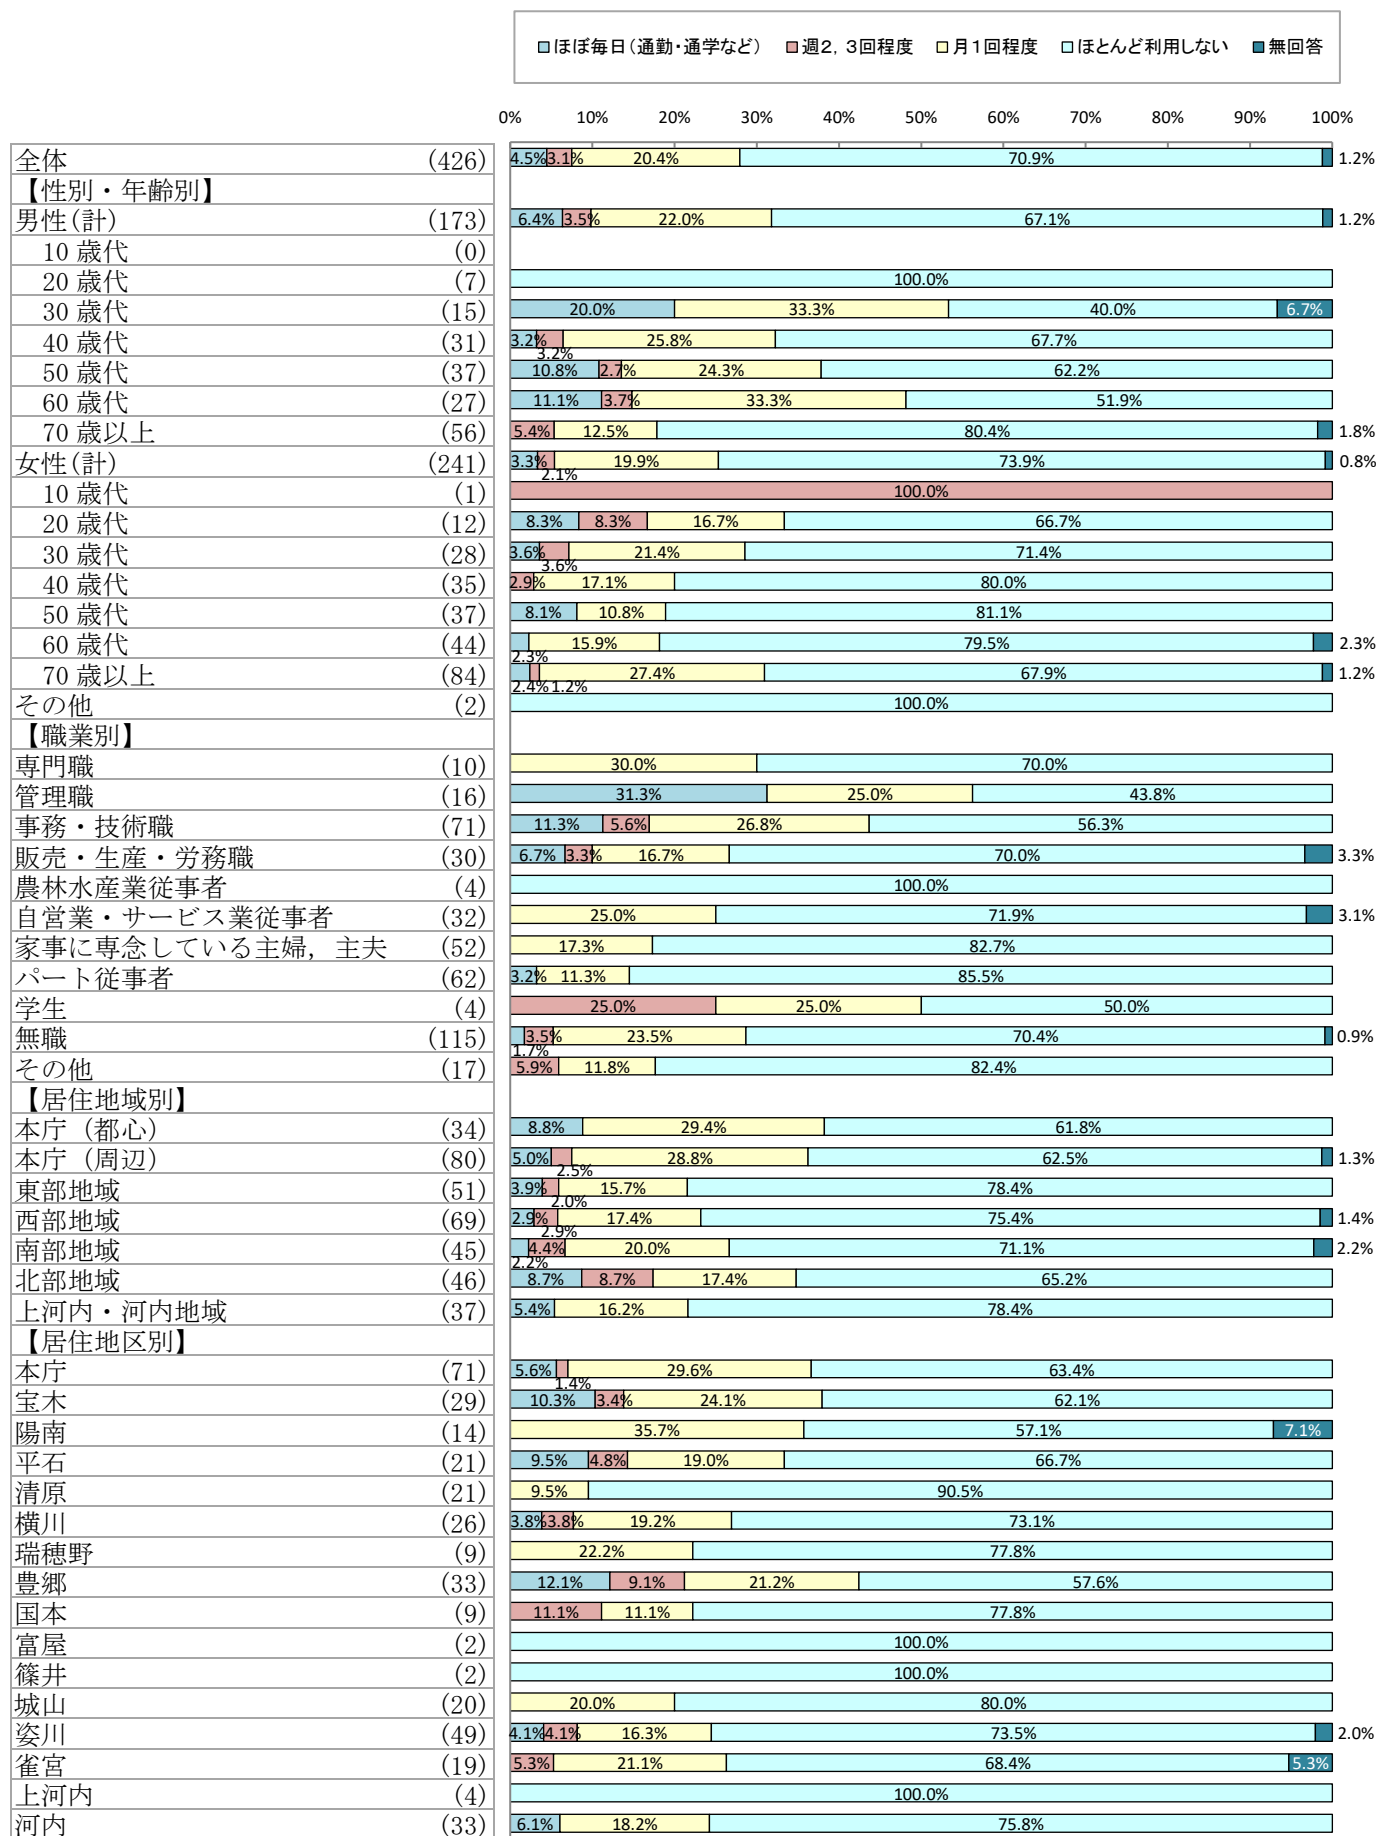 ほぼ毎日（通勤・通学など） 週２，３回程度 月１回程度 ほとんど利用しない 無回答
0% 10% 20% 30% 40% 50% 60% 70% 80% 90% 100%
全体 (426) 4.5% 3.1% 20.4% 70.9% 1.2%
【性別・年齢別】
男性(計) (173) 6.4% 3.5% 22.0% 67.1% 1.2%
10 歳代 (0)
20 歳代 (7) 100.0%
30 歳代 (15) 20.0% 33.3% 40.0% 6.7%
40 歳代 (31) 3.2% 3.2% 25.8% 67.7%
50 歳代 (37) 10.8% 2.7% 24.3% 62.2%
60 歳代 (27) 11.1% 3.7% 33.3% 51.9%
70 歳以上 (56) 5.4% 12.5% 80.4% 1.8%
女性(計) (241) 3.3% 2.1% 19.9% 73.9% 0.8%
10 歳代 (1) 100.0%
20 歳代 (12) 8.3% 8.3% 16.7% 66.7%
30 歳代 (28) 3.6% 3.6% 21.4% 71.4%
40 歳代 (35) 2.9% 17.1% 80.0%
50 歳代 (37) 8.1% 10.8% 81.1%
60 歳代 (44) 2.3% 15.9% 79.5% 2.3%
70 歳以上 (84) 2.4% 1.2% 27.4% 67.9% 1.2%
その他 (2) 100.0%
【職業別】
専門職 (10) 30.0% 70.0%
管理職 (16) 31.3% 25.0% 43.8%
事務・技術職 (71) 11.3% 5.6% 26.8% 56.3%
販売・生産・労務職 (30) 6.7% 3.3% 16.7% 70.0% 3.3%
農林水産業従事者 (4) 100.0%
自営業・サービス業従事者 (32) 25.0% 71.9% 3.1%
家事に専念している主婦，主夫 (52) 17.3% 82.7%
パート従事者 (62) 3.2% 11.3% 85.5%
学生 (4) 25.0% 25.0% 50.0%
無職 (115) 1.7% 3.5% 23.5% 70.4% 0.9%
その他 (17) 5.9% 11.8% 82.4%
【居住地域別】
本庁（都心） (34) 8.8% 29.4% 61.8%
本庁（周辺） (80) 5.0% 2.5% 28.8% 62.5% 1.3%
東部地域 (51) 3.9% 2.0% 15.7% 78.4%
西部地域 (69) 2.9% 2.9% 17.4% 75.4% 1.4%
南部地域 (45) 2.2% 4.4% 20.0% 71.1% 2.2%
北部地域 (46) 8.7% 8.7% 17.4% 65.2%
上河内・河内地域 (37) 5.4% 16.2% 78.4%
【居住地区別】
本庁 (71) 5.6% 1.4% 29.6% 63.4%
宝木 (29) 10.3% 3.4% 24.1% 62.1%
陽南 (14) 35.7% 57.1% 7.1%
平石 (21) 9.5% 4.8% 19.0% 66.7%
清原 (21) 9.5% 90.5%
横川 (26) 3.8% 3.8% 19.2% 73.1%
瑞穂野 (9) 22.2% 77.8%
豊郷 (33) 12.1% 9.1% 21.2% 57.6%
国本 (9) 11.1% 11.1% 77.8%
富屋 (2) 100.0%
篠井 (2) 100.0%
城山 (20) 20.0% 80.0%
姿川 (49) 4.1% 4.1% 16.3% 73.5% 2.0%
雀宮 (19) 5.3% 21.1% 68.4% 5.3%
上河内 (4) 100.0%
河内 (33) 6.1% 18.2% 75.8%